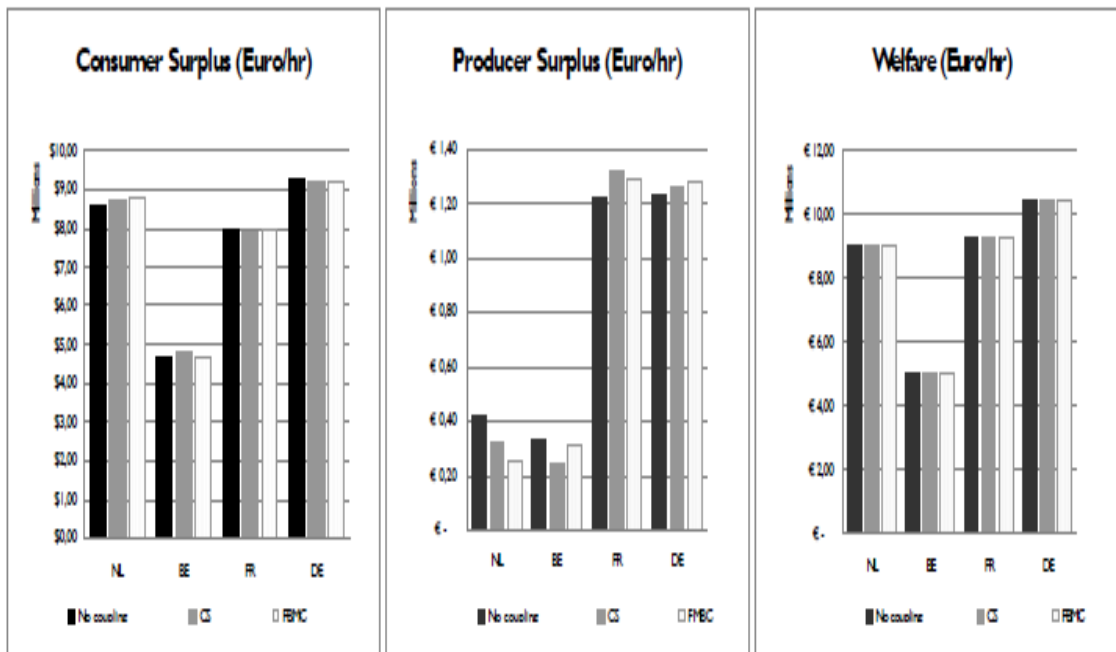 Consumer Surplus (Euro/hr)
Millions
$10,00
$9,00
$8,00
$7,00
$6,00
$5,00
$4,00
$3,00
$2,00
$1,00
$0,00
NL BE FR DE
No coupling CS FBMC
Producer Surplus (Euro/hr)
Millions
€ 1,40
€ 1,20
€ 1,00
€ 0,80
€ 0,60
€ 0,40
€ 0,20
€ -
NL BE FR DE
No coupling CS FMBC
Welfare (Euro/hr)
Millions
€ 12,00
€ 10,00
€ 8,00
€ 6,00
€ 4,00
€ 2,00
€ -
NL BE FR DE
No coupling CS FBMC